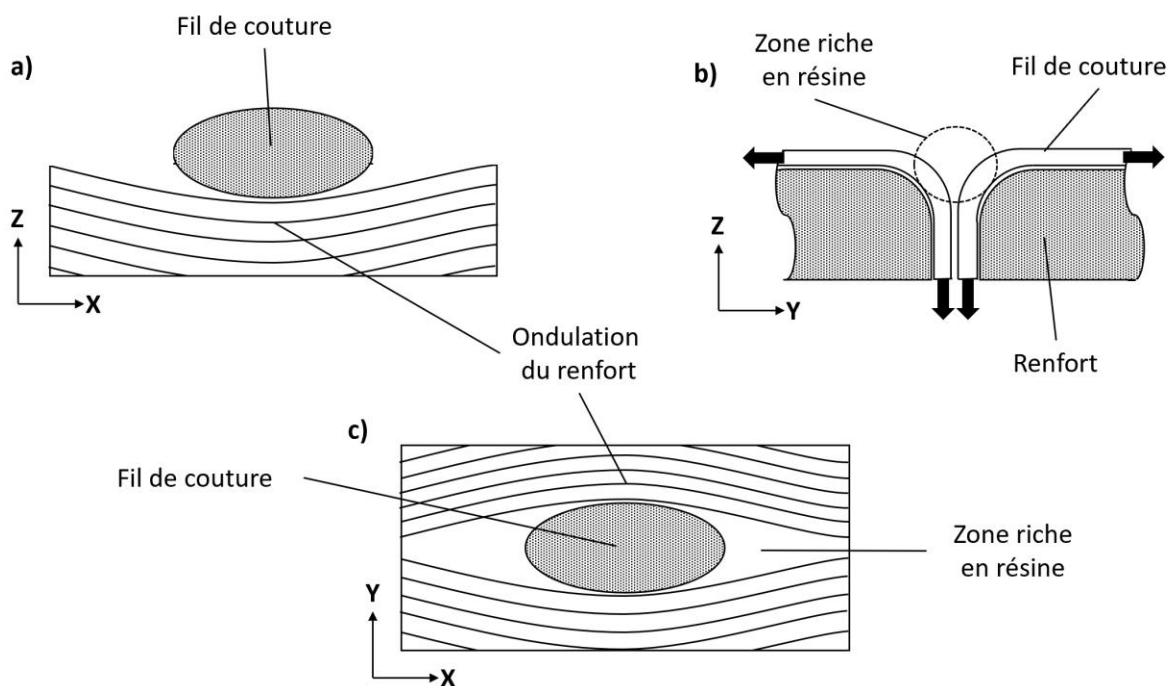 a)
Fil de couture
Z
X
b)
Zone riche
en résine
Fil de couture
Z
Y
Renfort
Ondulation
du renfort
c)
Fil de couture
Zone riche
en résine
Y
X